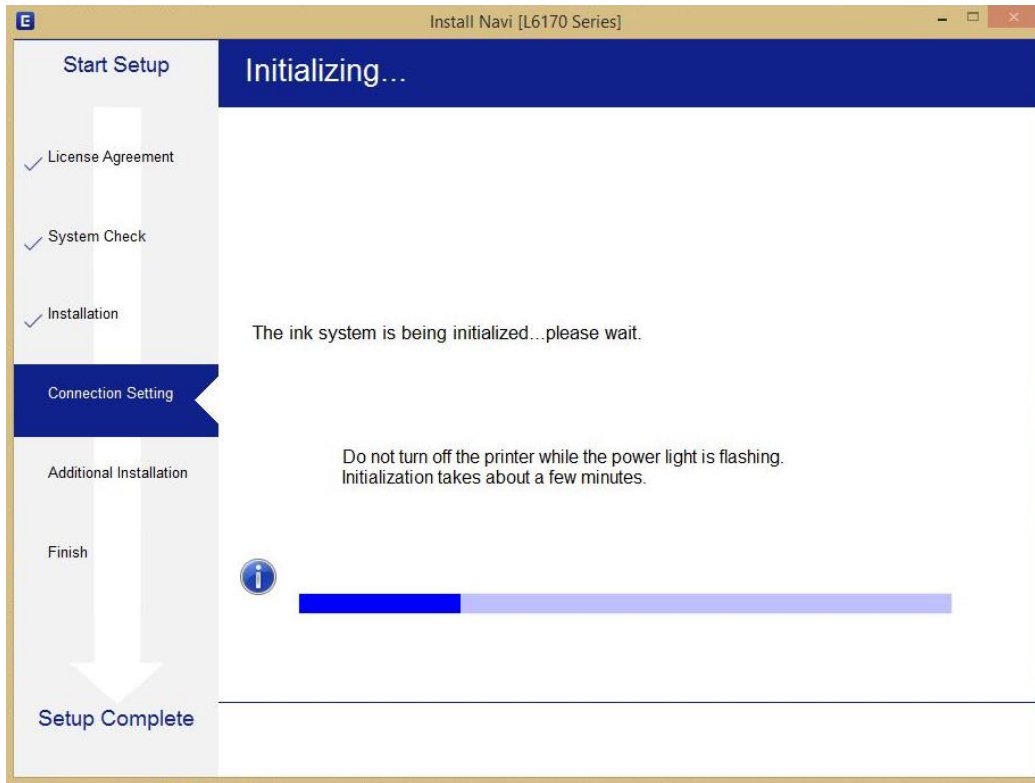 E
Install Navi [L6170 Series]
Start Setup
License Agreement
System Check
Installation
Connection Setting
Additional Installation
Finish
Setup Complete
Initializing...
The ink system is being initialized...please wait.
Do not turn off the printer while the power light is flashing.
Initialization takes about a few minutes.
i